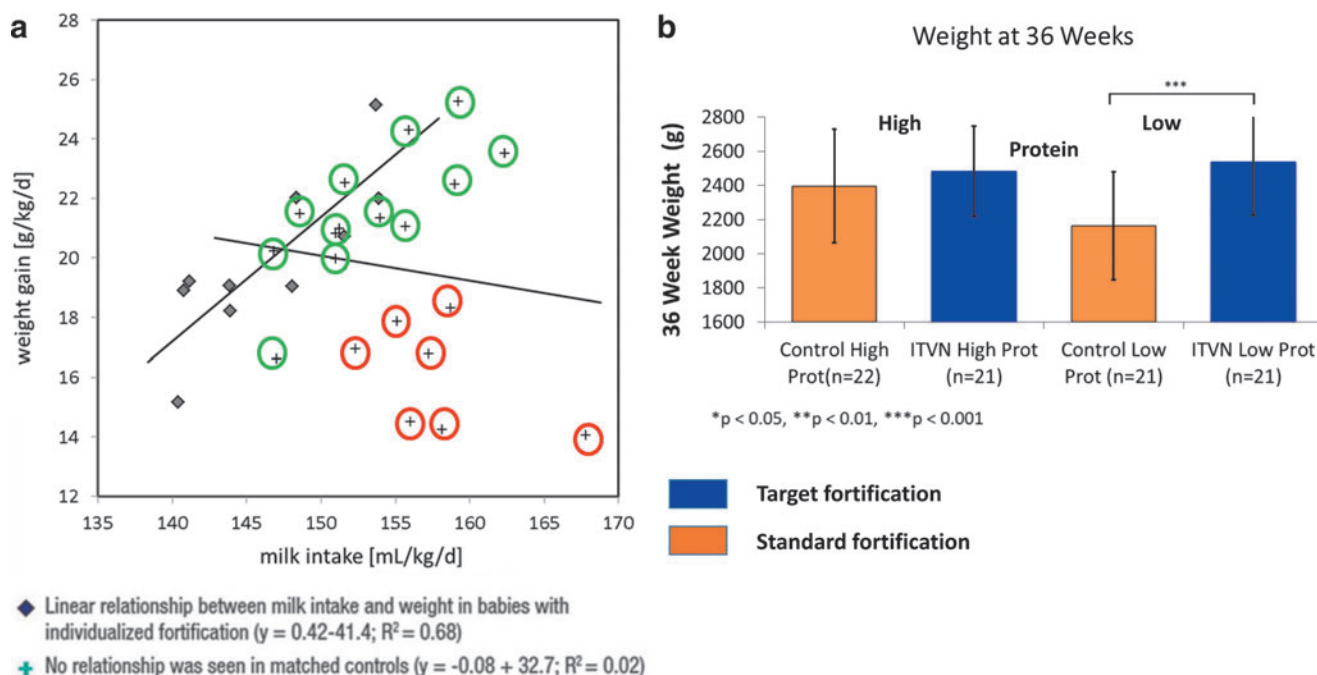 a
28
26
24
22
20
18
16
14
12
weight gain [g/kg/d]
135 140 145 150 155 160 165 170
milk intake [mL/kg/d]
◆ Linear relationship between milk intake and weight in babies with
individualized fortification (y = 0.42-41.4; R² = 0.68)
+ No relationship was seen in matched controls (y = -0.08 + 32.7; R² = 0.02)
b
Weight at 36 Weeks
***
2800
2600
2400
2200
2000
1800
1600
36 Week Weight (g)
High
Protein
Low
Control High
Prot(n=22)
ITVN High Prot
(n=21)
Control Low
Prot (n=21)
ITVN Low Prot
(n=21)
*p < 0.05, **p < 0.01, ***p < 0.001
Target fortification
Standard fortification